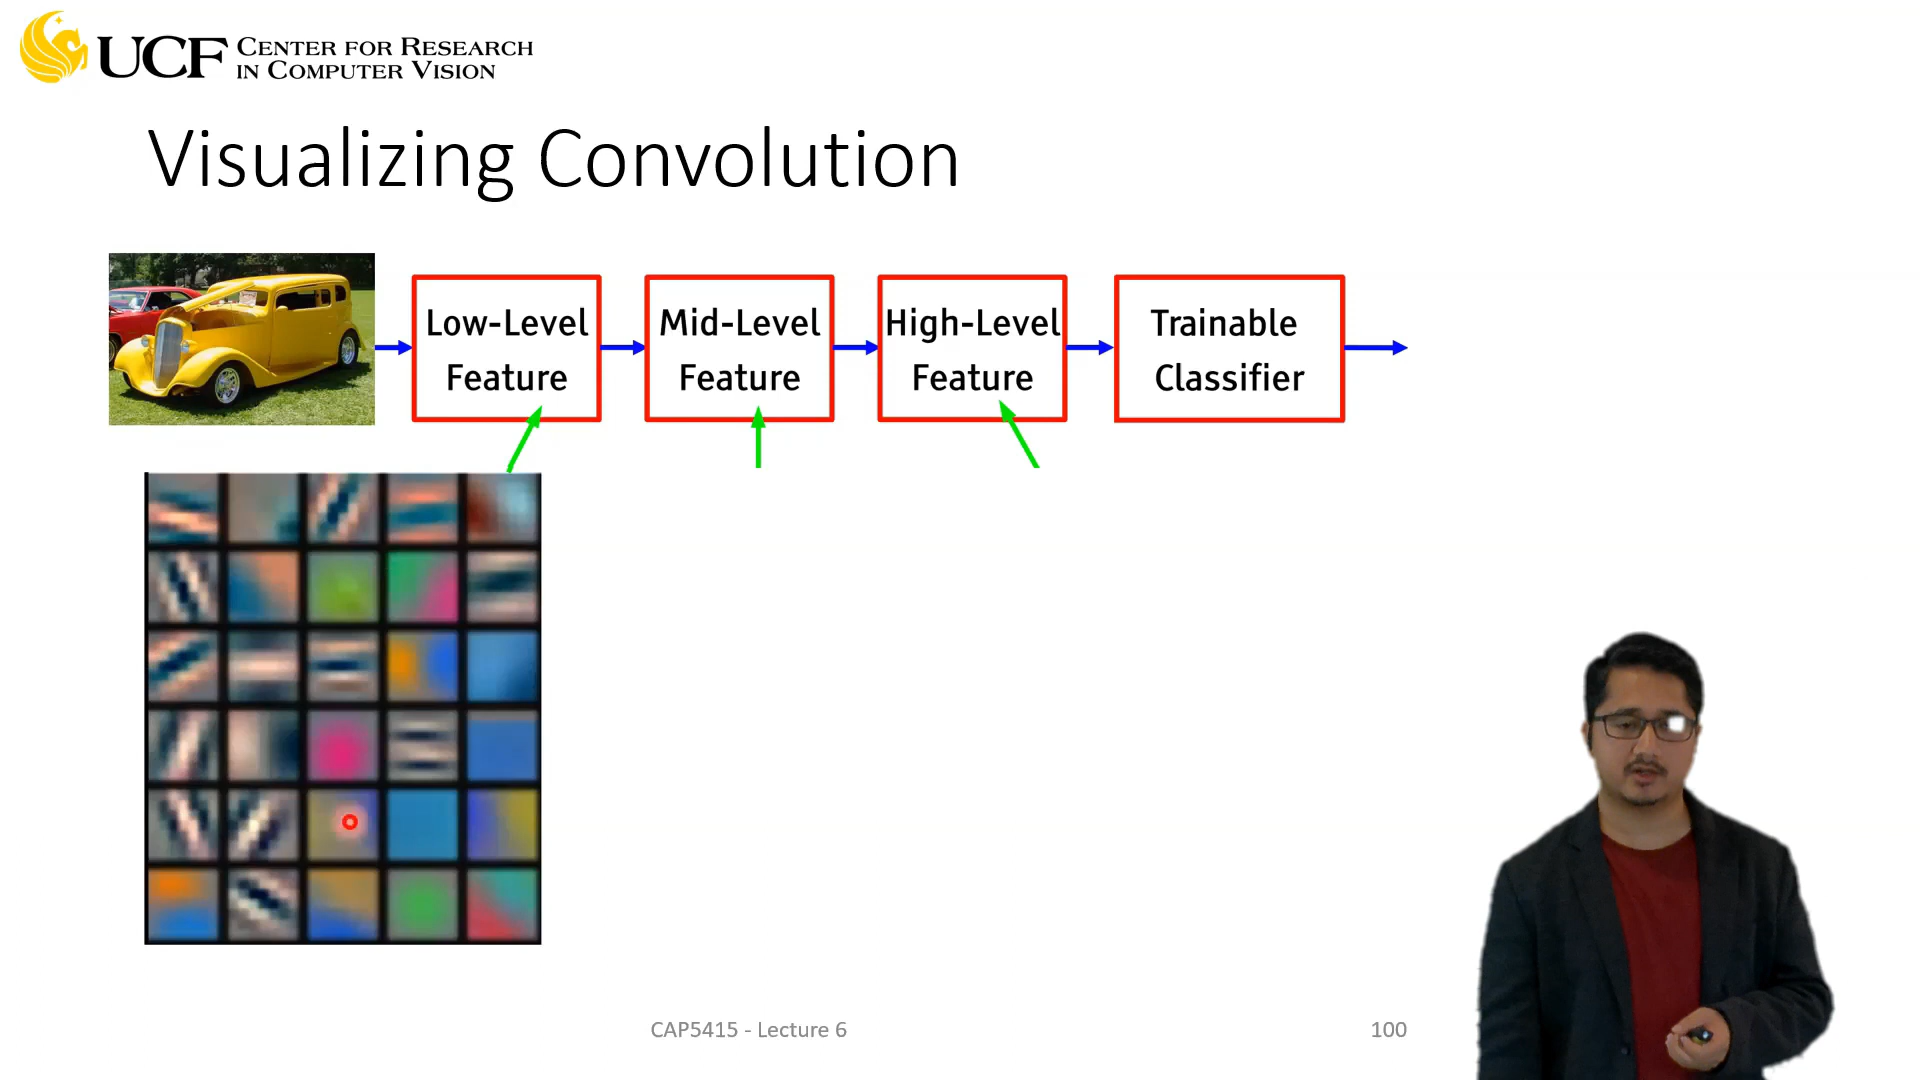 UCF CENTER FOR RESEARCH
IN COMPUTER VISION
Visualizing Convolution
Low-Level
Feature
Mid-Level
Feature
High-Level
Feature
Trainable
Classifier
CAP5415 - Lecture 6
100